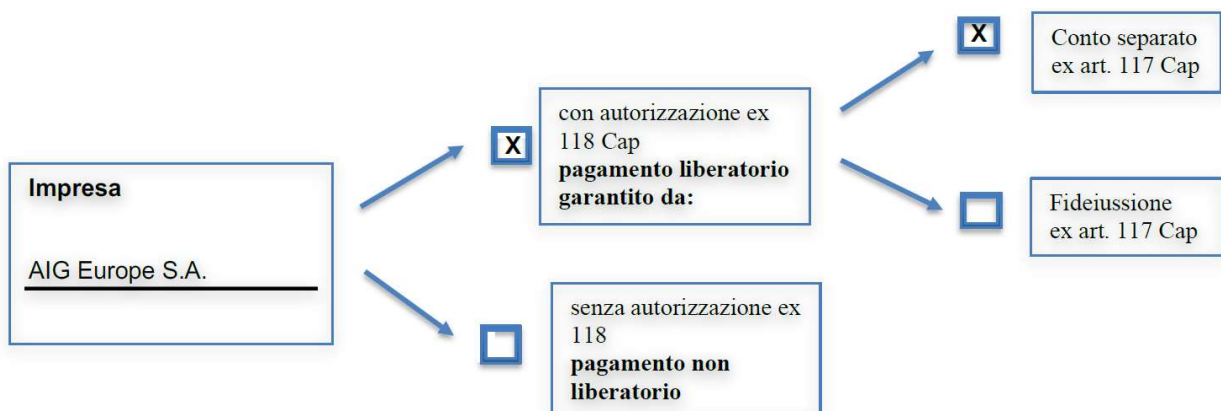 Impresa
AIG Europe S.A.
X
con autorizzazione ex
118 Cap
pagamento liberatorio
garantito da:
X
Conto separato
ex art. 117 Cap
Fideiussione
ex art. 117 Cap
senza autorizzazione ex
118
pagamento non
liberatorio